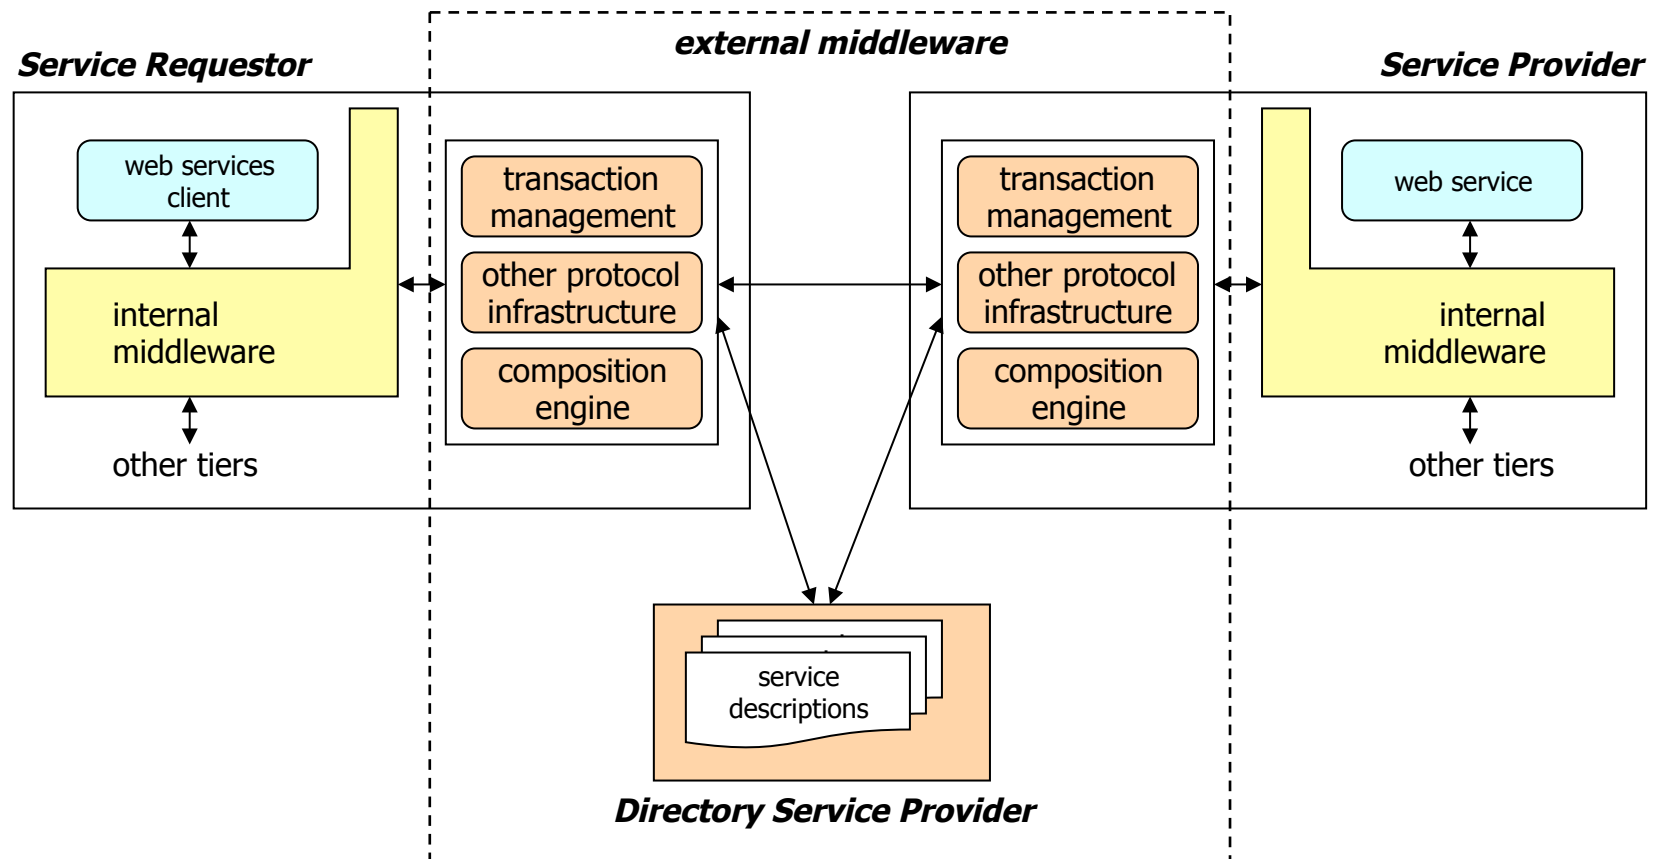 external middleware
Service Requestor
Service Provider
web services
client
internal
middleware
other tiers
transaction
management
other protocol
infrastructure
composition
engine
transaction
management
other protocol
infrastructure
composition
engine
web service
internal
middleware
other tiers
service
descriptions
Directory Service Provider